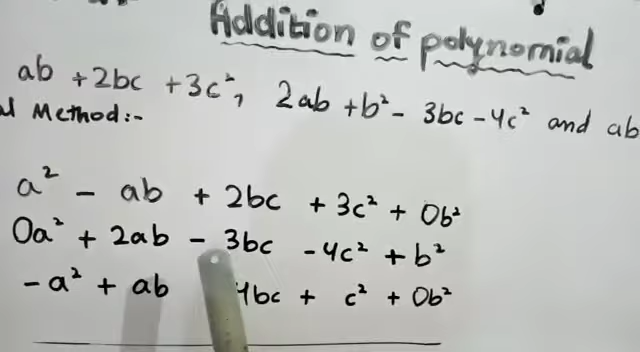 Addition of polynomial
ab + 2bc + 3c², 2ab + b² - 3bc - 4c² and ab
Method:-
a² - ab + 2bc + 3c² + 0b²
0a² + 2ab - 3bc - 4c² + b²
-a² + ab 4bc + c² + 0b²